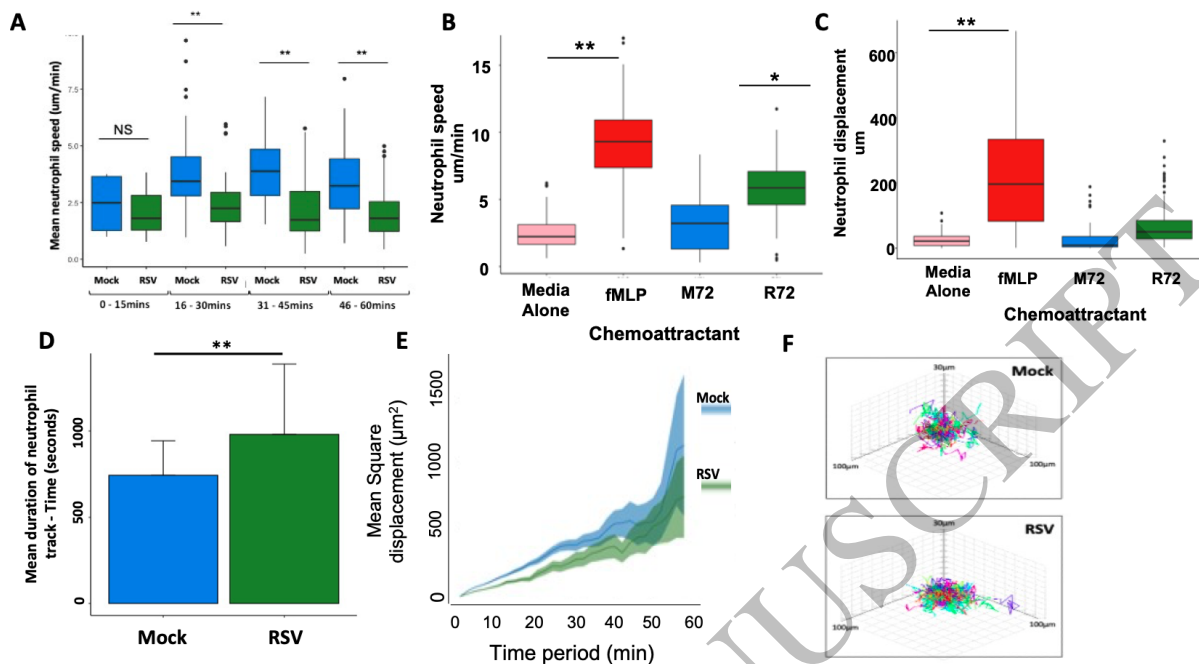 A
Mean neutrophil speed (um/min)
7.5
5.0
2.5
0.0
NS
**
**
**
Mock RSV Mock RSV Mock RSV Mock RSV
0 - 15mins 16 - 30mins 31 - 45mins 46 - 60mins
B
Neutrophil speed
um/min
15
10
5
0
**
*
Media
Alone
fMLP M72 R72
Chemoattractant
C
Neutrophil displacement
um
600
400
200
0
**
Media
Alone
fMLP M72 R72
Chemoattractant
D
Mean duration of neutrophil
track - Time (seconds)
1000
500
0
**
Mock RSV
E
Mean Square
displacement (µm²)
1500
1000
500
0
0 10 20 30 40 50 60
Time period (min)
Mock
RSV
F
Mock
30µm
100µm 100µm
RSV
30µm
100µm 100µm
USCRIPT